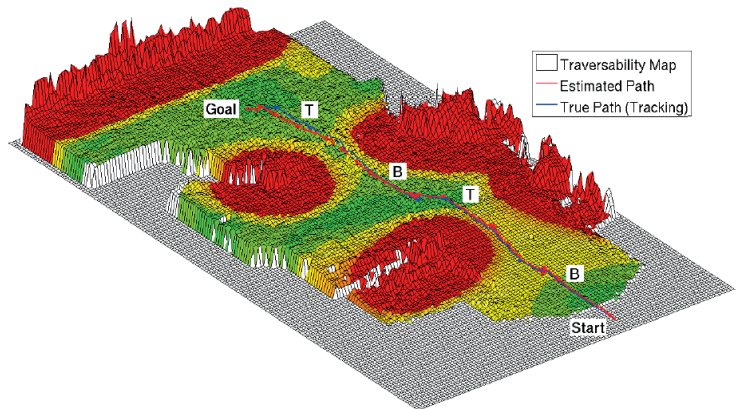 Traversability Map
Estimated Path
True Path (Tracking)
Goal
T
B
T
B
Start